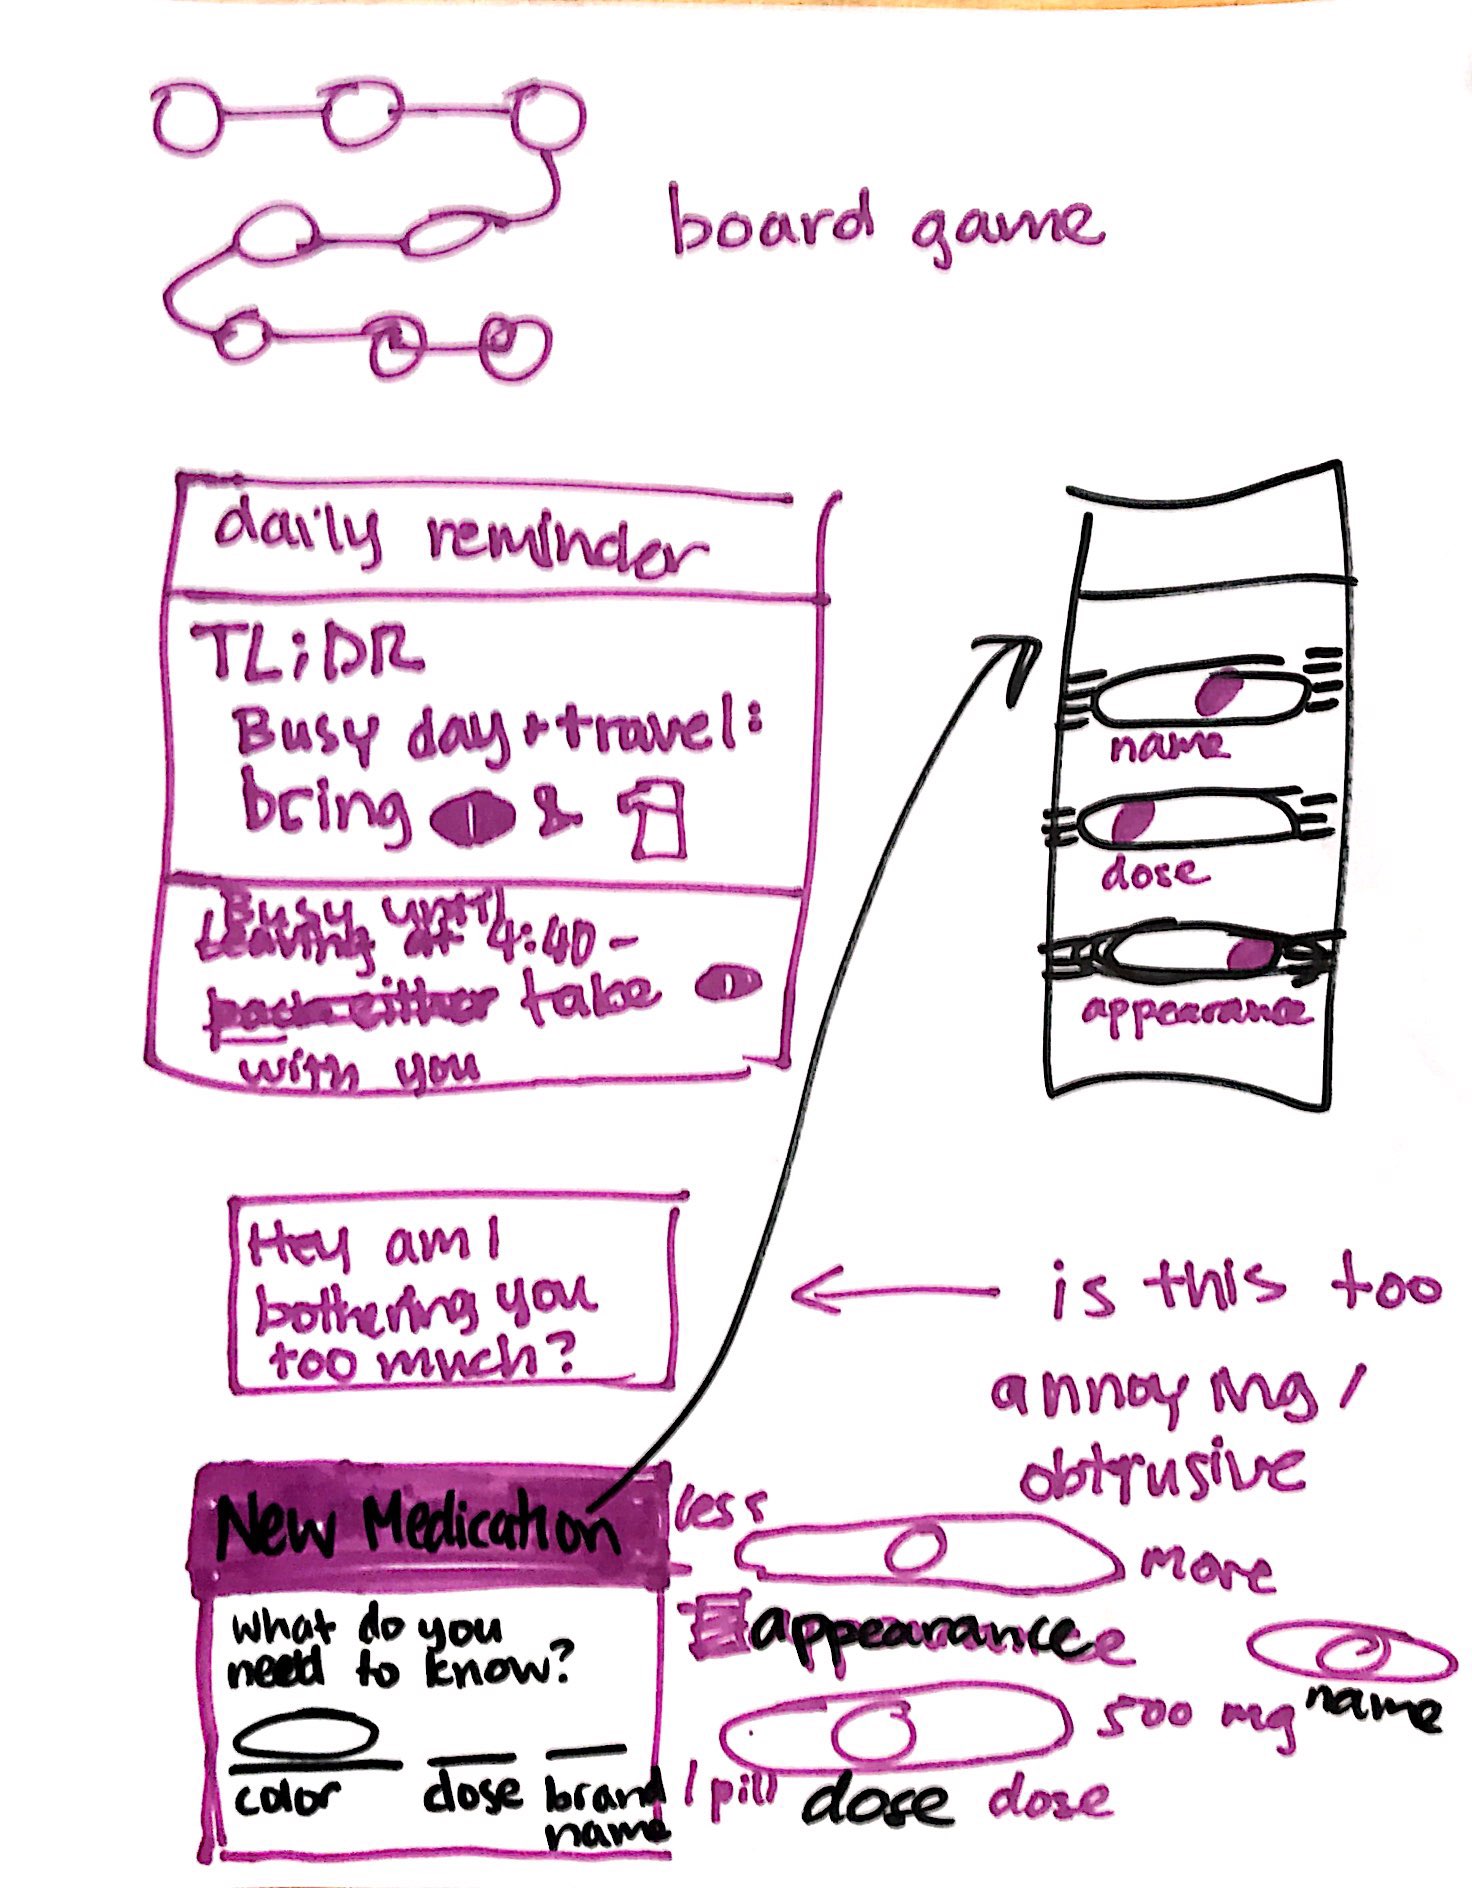 board game
daily reminder
TL;DR
Busy day + travel:
bring &
Busy until
Leaving at 4:40 -
pack either take
with you
name
dose
appearance
Hey am I
bothering you
too much?
is this too
annoying /
obtrusive
New Medication
What do you
need to know?
color dose brand
name
less
more
appearance
500 mg
name
1 pill dose dose